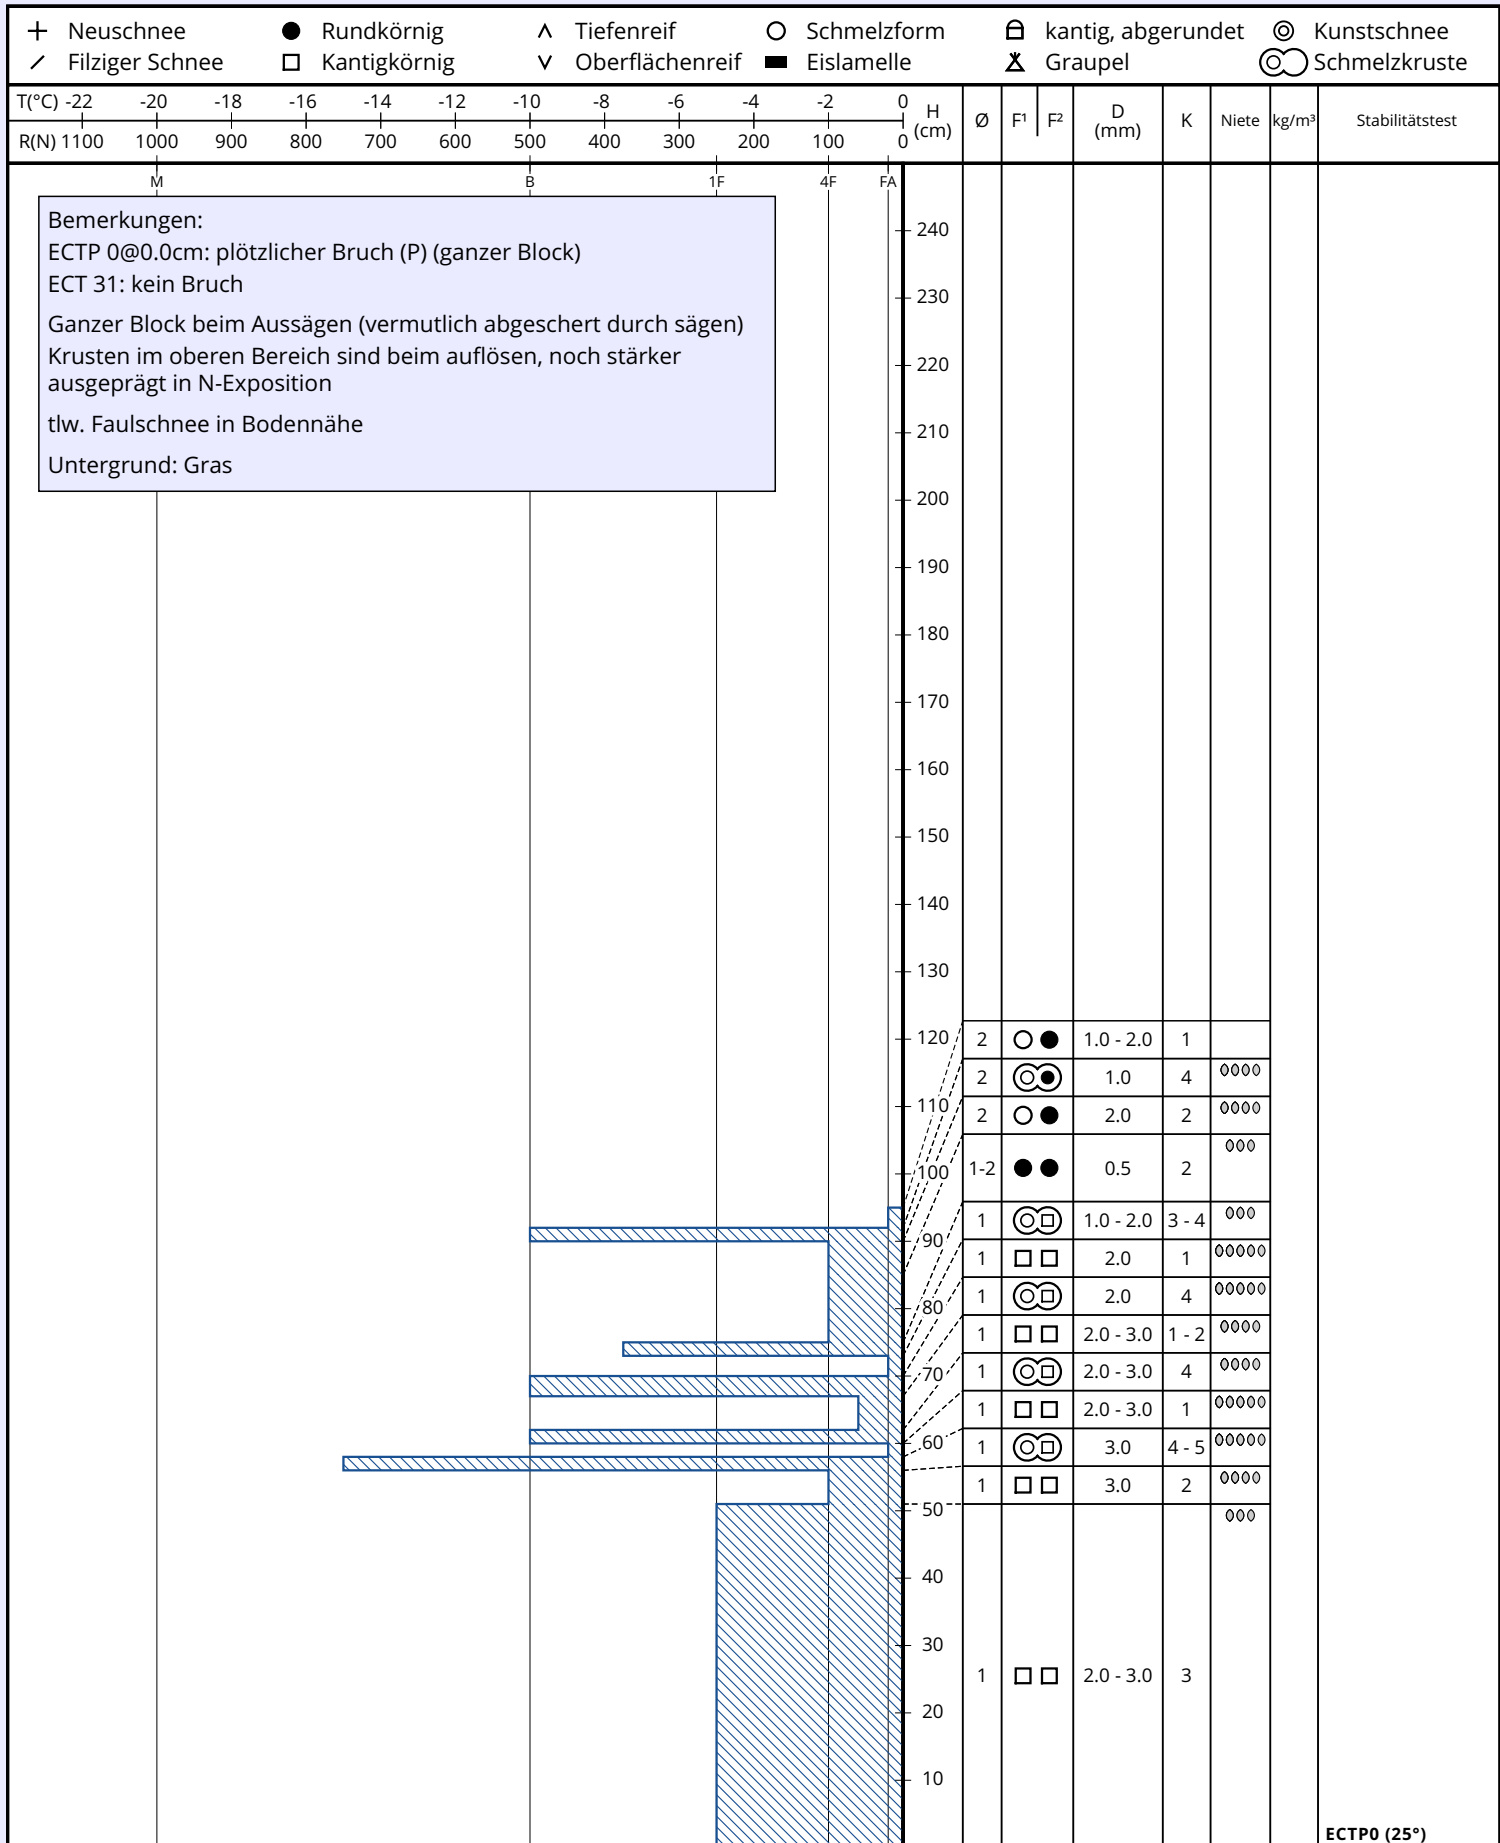 Neuschnee Rundkörnig Tiefenreif Schmelzform kantig, abgerundet Kunstschnee
Filziger Schnee Kantigkörnig Oberflächenreif Eislamelle Graupel Schmelzkruste
T(°C) -22 -20 -18 -16 -14 -12 -10 -8 -6 -4 -2 0
R(N) 1100 1000 900 800 700 600 500 400 300 200 100 0
H (cm) Ø F¹ F² D (mm) K Niete kg/m³ Stabilitätstest
M B 1F 4F FA
Bemerkungen:
ECTP 0@0.0cm: plötzlicher Bruch (P) (ganzer Block)
ECT 31: kein Bruch
Ganzer Block beim Aussägen (vermutlich abgeschert durch sägen)
Krusten im oberen Bereich sind beim auflösen, noch stärker
ausgeprägt in N-Exposition
tlw. Faulschnee in Bodennähe
Untergrund: Gras
240
230
220
210
200
190
180
170
160
150
140
130
120
110
100
90
80
70
60
50
40
30
20
10
2 1.0 - 2.0 1
2 1.0 4
2 2.0 2
1-2 0.5 2
1 1.0 - 2.0 3 - 4
1 2.0 1
1 2.0 4
1 2.0 - 3.0 1 - 2
1 2.0 - 3.0 4
1 2.0 - 3.0 1
1 3.0 4 - 5
1 3.0 2
1 2.0 - 3.0 3
ECTP0 (25°)